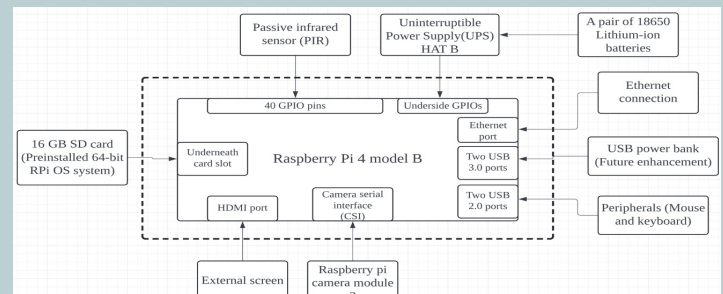 Passive infrared
sensor (PIR)
Uninterruptible
Power Supply(UPS)
HAT B
A pair of 18650
Lithium-ion
batteries
40 GPIO pins
Underside GPIOs
Ethernet
connection
Ethernet
port
16 GB SD card
(Preinstalled 64-bit
RPi OS system)
Underneath
card slot
Raspberry Pi 4 model B
Two USB
3.0 ports
USB power bank
(Future enhancement)
HDMI port
Camera serial
interface
(CSI)
Two USB
2.0 ports
Peripherals (Mouse
and keyboard)
External screen
Raspberry pi
camera module